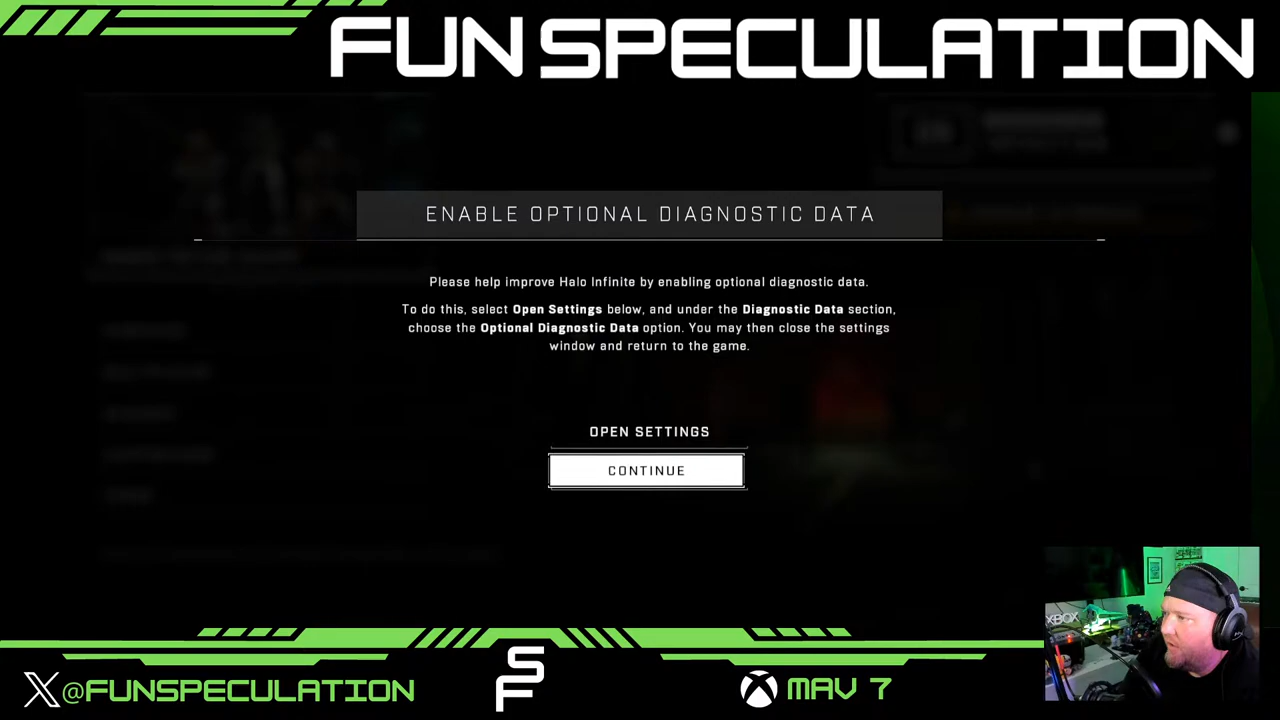 FUN SPECULATION
ENABLE OPTIONAL DIAGNOSTIC DATA
Please help improve Halo Infinite by enabling optional diagnostic data.
To do this, select Open Settings below, and under the Diagnostic Data section,
choose the Optional Diagnostic Data option. You may then close the settings
window and return to the game.
OPEN SETTINGS
CONTINUE
XBOX
@FUNSPECULATION
SF
MAV 7